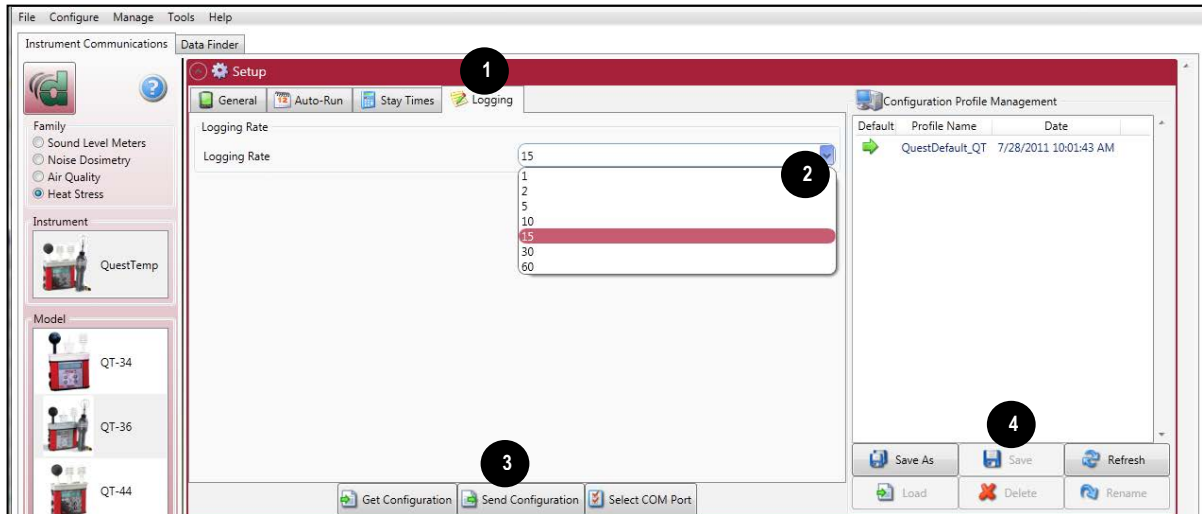 File Configure Manage Tools Help
Instrument Communications Data Finder
Setup
1
General Auto-Run Stay Times Logging
12
Family
Sound Level Meters
Noise Dosimetry
Air Quality
Heat Stress
Instrument
QuestTemp
Model
QT-34
QT-36
QT-44
Logging Rate
Logging Rate 15
2
1
2
5
10
15
30
60
3
Get Configuration Send Configuration Select COM Port
Configuration Profile Management
Default Profile Name Date
QuestDefault_QT 7/28/2011 10:01:43 AM
4
Save As Save Refresh
Load Delete Rename